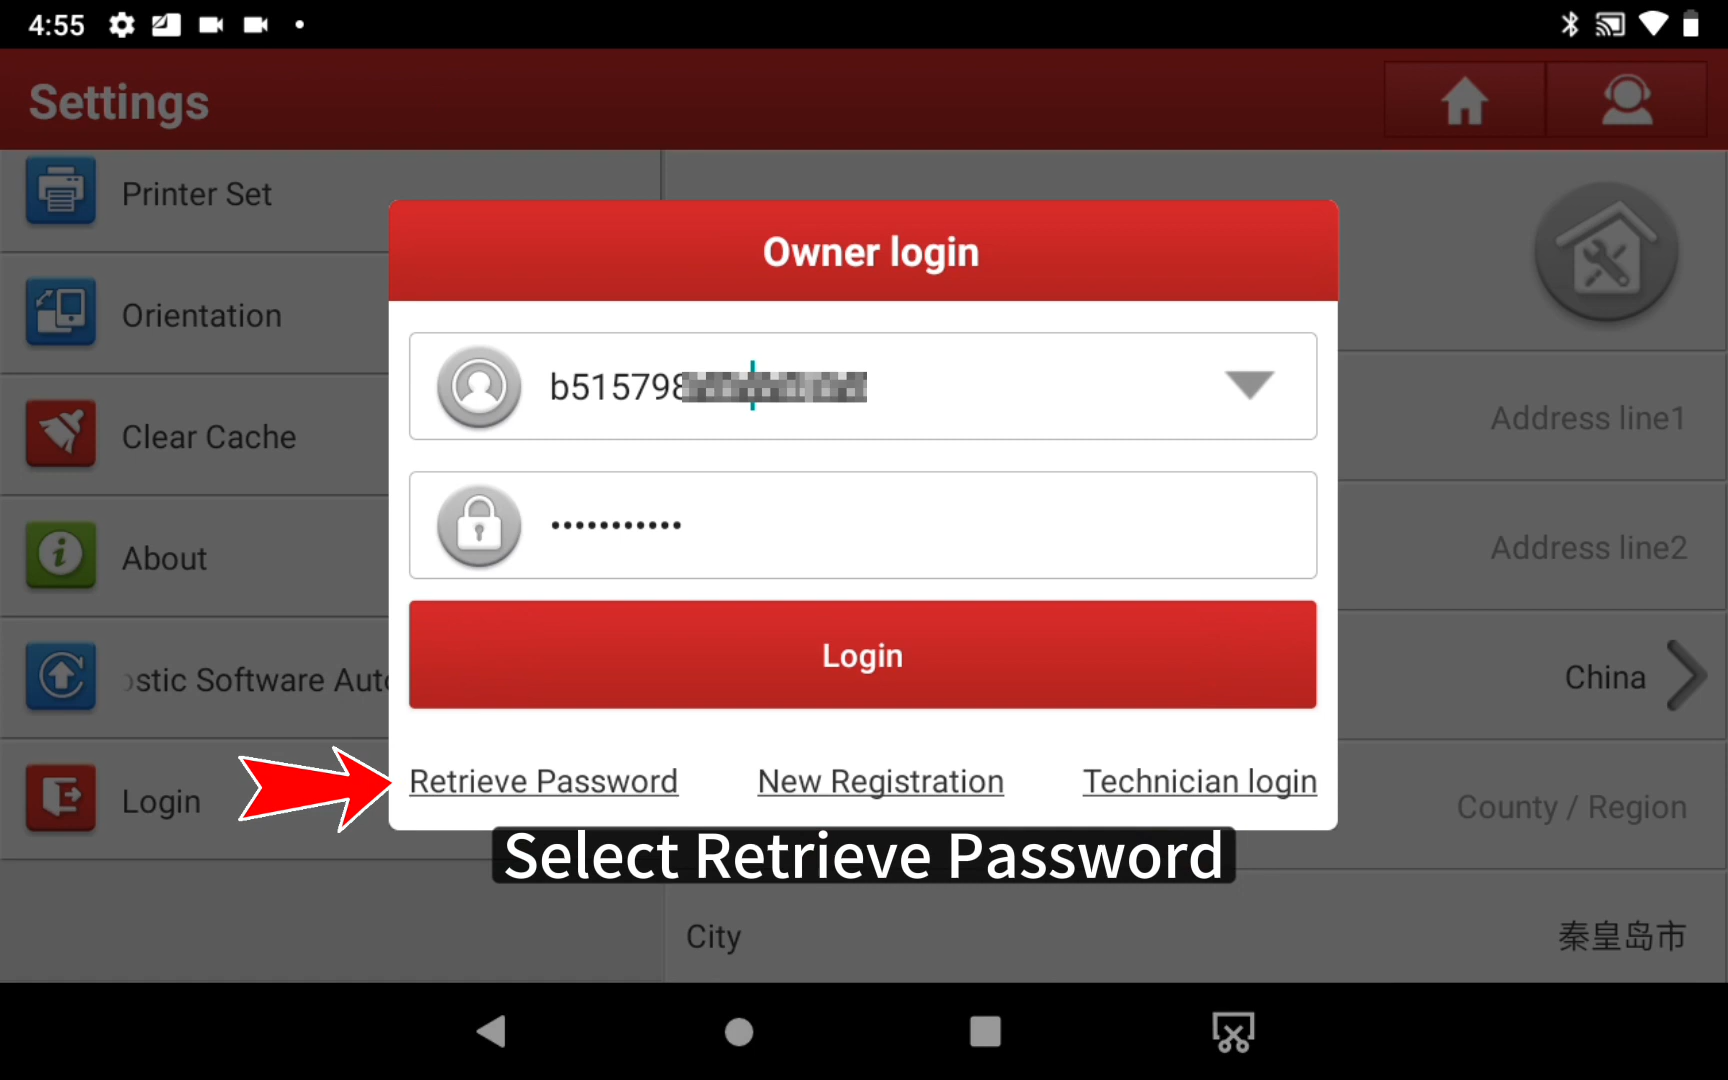 4:55
Settings
Printer Set
Orientation
Clear Cache
About
ostic Software Aut
Login
Owner login
b515798
•••••••••••
Login
Retrieve Password
New Registration
Technician login
Select Retrieve Password
Address line1
Address line2
China
County / Region
City
秦皇岛市